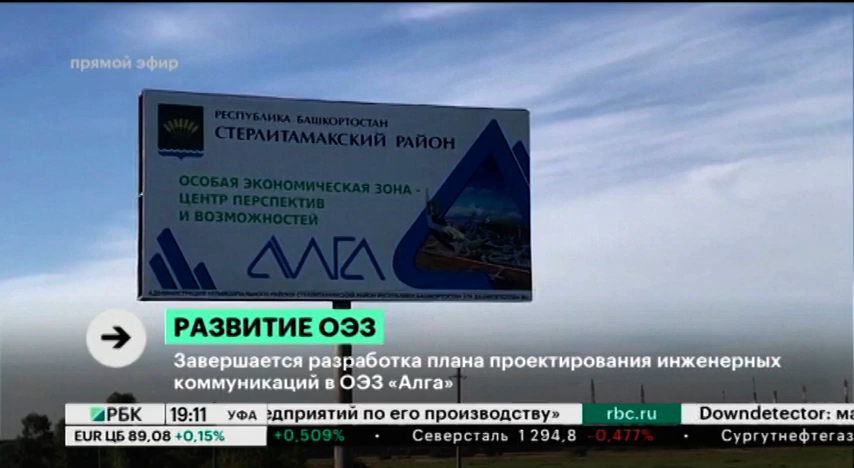 прямой эфир
РЕСПУБЛИКА БАШКОРТОСТАН
СТЕРЛИТАМАКСКИЙ РАЙОН
ОСОБАЯ ЭКОНОМИЧЕСКАЯ ЗОНА -
ЦЕНТР ПЕРСПЕКТИВ
И ВОЗМОЖНОСТЕЙ
АЛГА
РАЗВИТИЕ ОЭЗ
Завершается разработка плана проектирования инженерных
коммуникаций в ОЭЗ «Алга»
РБК 19:11 УФА едприятий по его производству» rbc.ru Downdetector: ма
EUR ЦБ 89,08 +0,15% +0,509% • Северсталь 1 294,8 -0,477% • Сургутнефтегаз